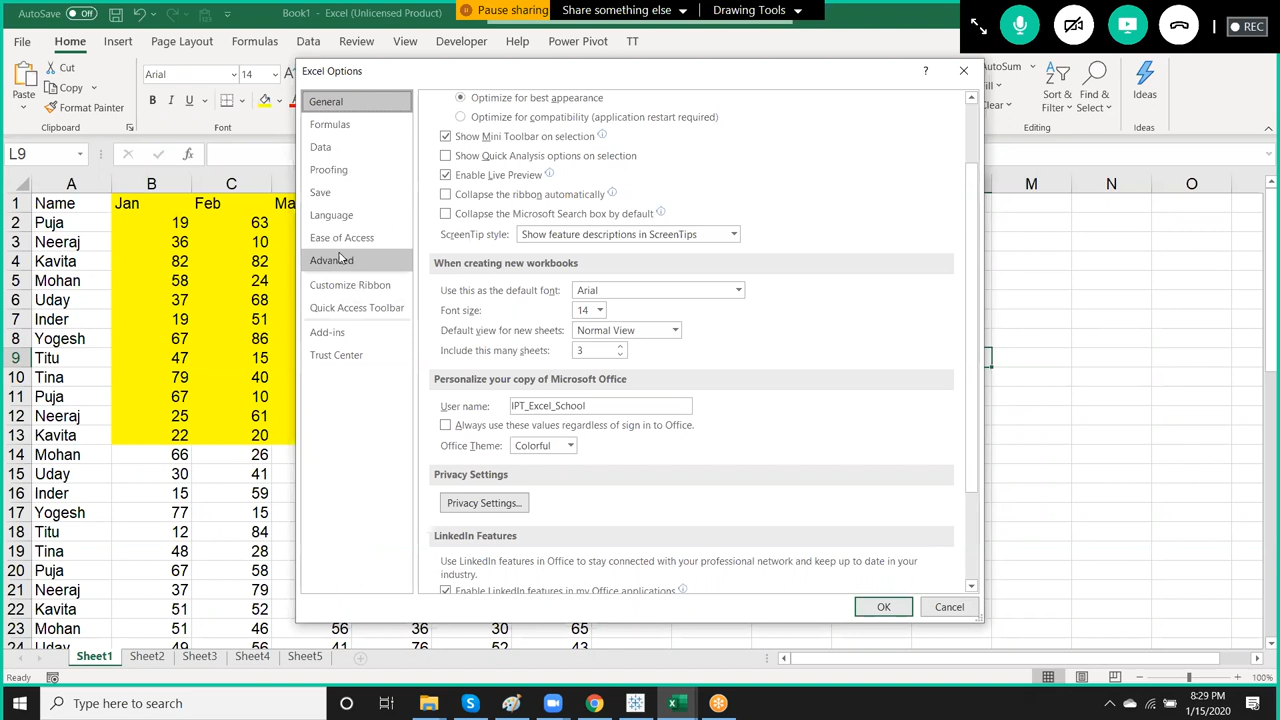 AutoSave Off Book1 - Excel (Unlicensed Product) Pause sharing Share something else Drawing Tools REC
File Home Insert Page Layout Formulas Data Review View Developer Help Power Pivot TT
Cut
Copy
Format Painter
Paste
Clipboard
Arial 14
B I U
Font
AutoSum
Clear
Sort & Filter
Find & Select
Editing
Ideas
Ideas
L9 fx
Excel Options
General
Formulas
Data
Proofing
Save
Language
Ease of Access
Advanced
Customize Ribbon
Quick Access Toolbar
Add-ins
Trust Center
Optimize for best appearance
Optimize for compatibility (application restart required)
Show Mini Toolbar on selection
Show Quick Analysis options on selection
Enable Live Preview
Collapse the ribbon automatically
Collapse the Microsoft Search box by default
ScreenTip style: Show feature descriptions in ScreenTips
When creating new workbooks
Use this as the default font: Arial
Font size: 14
Default view for new sheets: Normal View
Include this many sheets: 3
Personalize your copy of Microsoft Office
User name: IPT_Excel_School
Always use these values regardless of sign in to Office.
Office Theme: Colorful
Privacy Settings
Privacy Settings...
LinkedIn Features
Use LinkedIn features in Office to stay connected with your professional network and keep up to date in your
industry.
Enable LinkedIn features in my Office applications
OK Cancel
A B C M N O
1 Name Jan Feb
2 Puja 19 63
3 Neeraj 36 10
4 Kavita 82 82
5 Mohan 58 24
6 Uday 37 68
7 Inder 19 51
8 Yogesh 67 86
9 Titu 47 15
10 Tina 79 40
11 Puja 67 10
12 Neeraj 25 61
13 Kavita 22 20
14 Mohan 66 26
15 Uday 30 41
16 Inder 15 59
17 Yogesh 77 15
18 Titu 12 84
19 Tina 48 28
20 Puja 67 58
21 Neeraj 37 79
22 Kavita 51 52
23 Mohan 51 46 56 36 30 65
24 Uday 49 56 41 76 52 43
Sheet1 Sheet2 Sheet3 Sheet4 Sheet5
Ready 100%
Type here to search
8:29 PM
1/15/2020